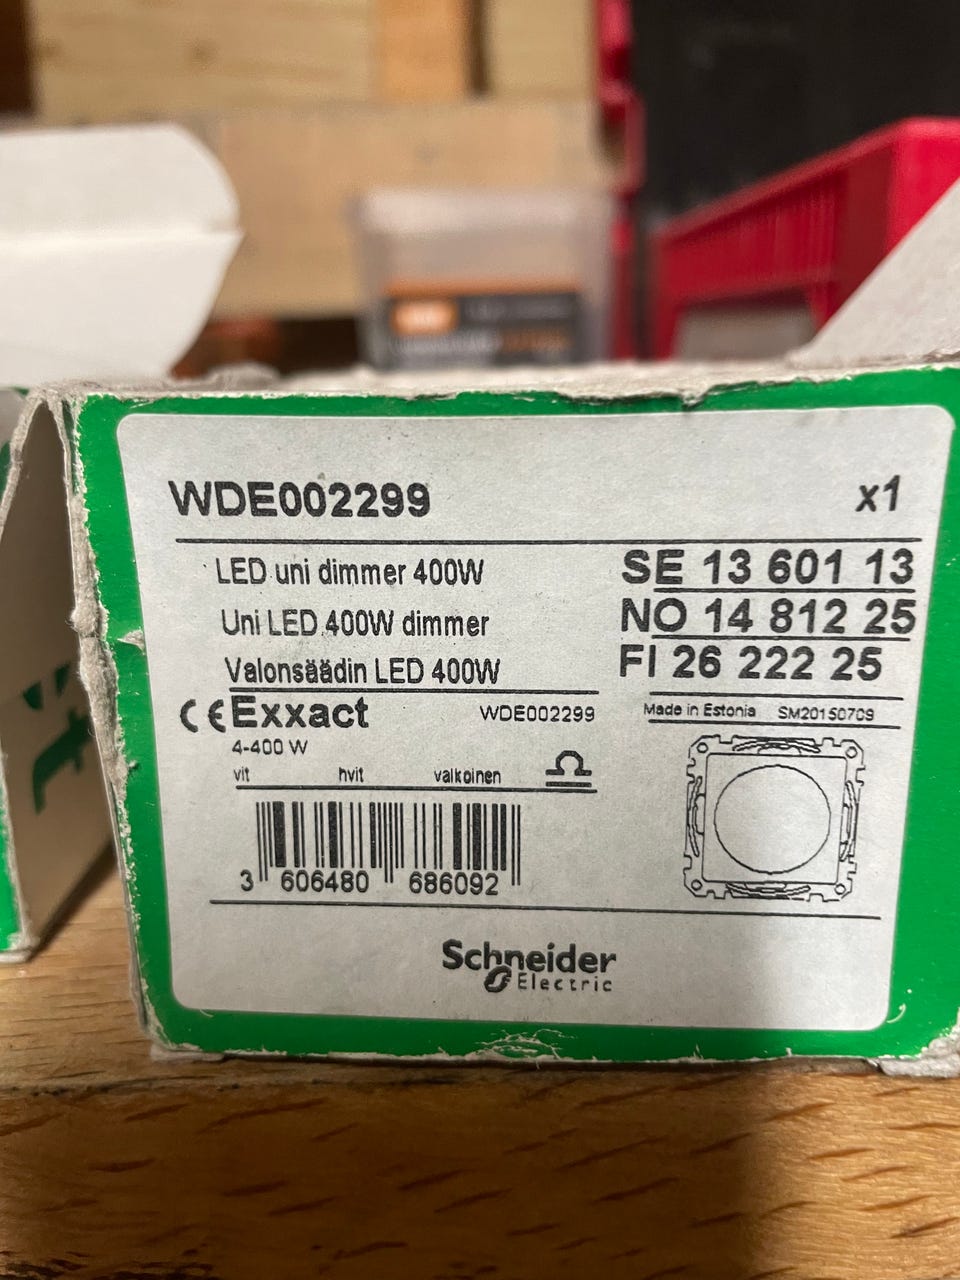 WDE002299
x1
LED uni dimmer 400W
SE 13 601 13
Uni LED 400W dimmer
NO 14 812 25
Valonsäädin LED 400W
FI 26 222 25
CE Exxact
WDE002299
Made in Estonia SM20150709
4-400 W
vit hvit valkoinen
3 606480 686092
Schneider
Electric